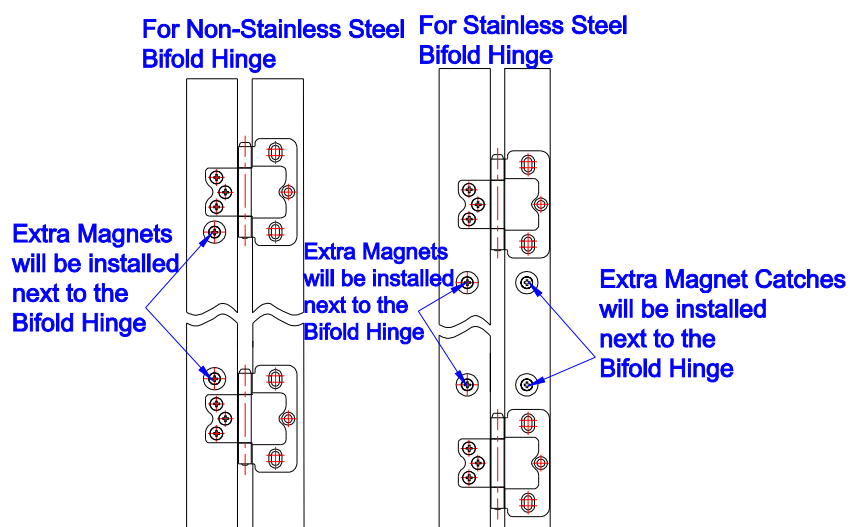 For Non-Stainless Steel
Bifold Hinge
For Stainless Steel
Bifold Hinge
Extra Magnets
will be installed
next to the
Bifold Hinge
Extra Magnets
will be installed
next to the
Bifold Hinge
Extra Magnet Catches
will be installed
next to the
Bifold Hinge